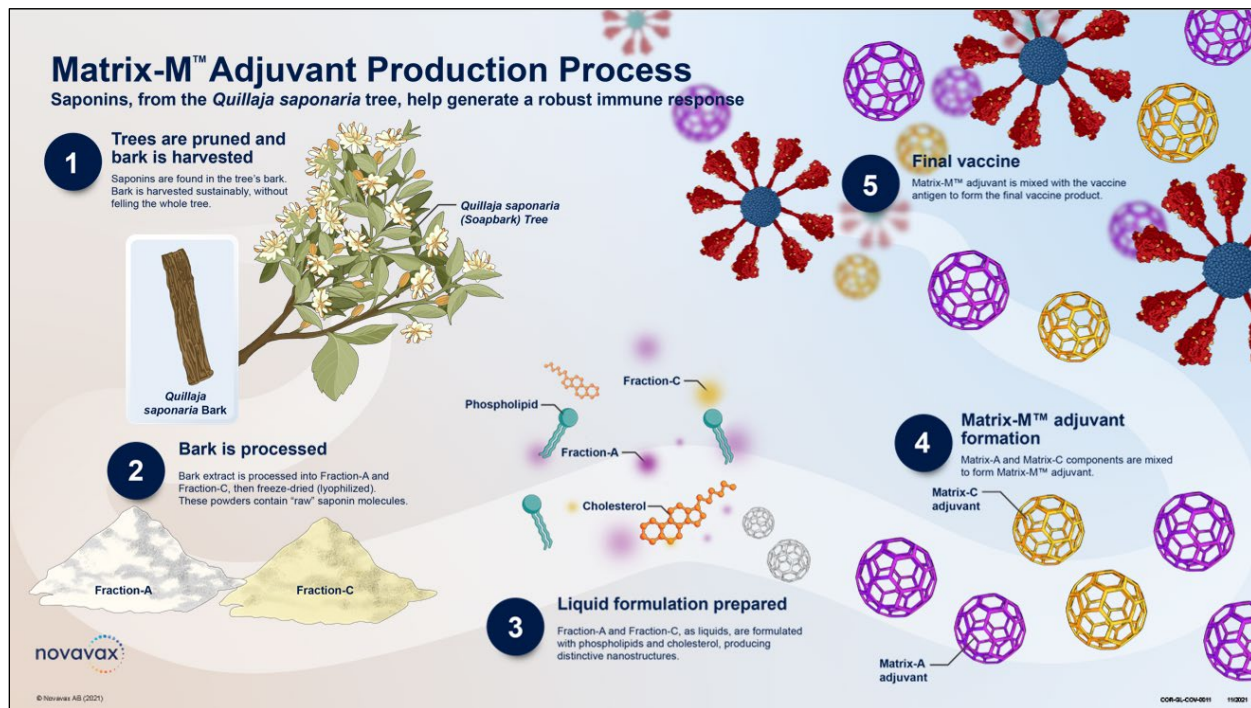 Matrix-M™ Adjuvant Production Process
Saponins, from the Quillaja saponaria tree, help generate a robust immune response
1
Trees are pruned and
bark is harvested
Saponins are found in the tree's bark.
Bark is harvested sustainably, without
felling the whole tree.
Quillaja saponaria
(Soapbark) Tree
Quillaja
saponaria Bark
2
Bark is processed
Bark extract is processed into Fraction-A and
Fraction-C, then freeze-dried (lyophilized).
These powders contain “raw” saponin molecules.
Fraction-A
Fraction-C
Phospholipid
Fraction-C
Fraction-A
Cholesterol
3
Liquid formulation prepared
Fraction-A and Fraction-C, as liquids, are formulated
with phospholipids and cholesterol, producing
distinctive nanostructures.
4
Matrix-M™ adjuvant
formation
Matrix-A and Matrix-C components are mixed
to form Matrix-M™ adjuvant.
Matrix-C
adjuvant
Matrix-A
adjuvant
5
Final vaccine
Matrix-M™ adjuvant is mixed with the vaccine
antigen to form the final vaccine product.
novavax
© Novavax AB (2021)
COR-GL-COV-0011 11/2021